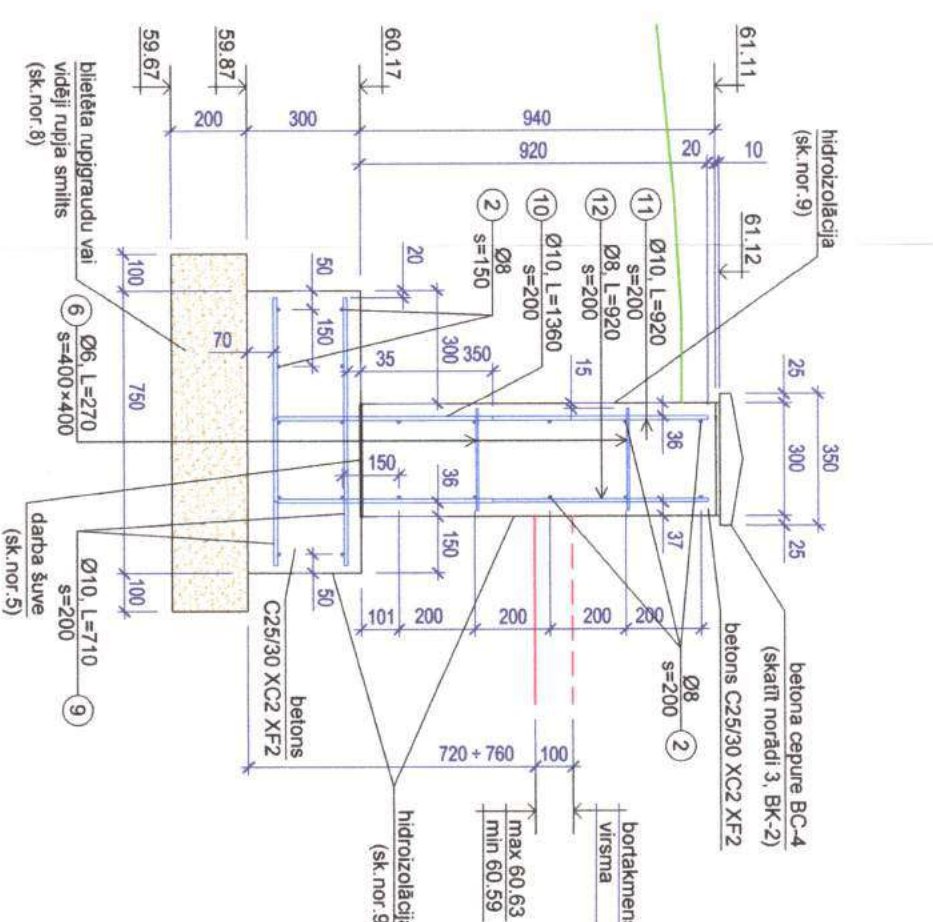 61.11
60.17
59.87
59.67
200
300
940
920
20
10
61.12
hidroizolācija
(sk.nor.9)
25
350
300
25
betona cepure BC-4
(skatīt norādi 3, BK-2)
betons C25/30 XC2 XF2
11 Ø10, L=920
s=200
12 Ø8, L=920
s=200
10 Ø10, L=1360
s=200
2 Ø8
s=150
20
50
150
35
300
350
15
36
36
37
150
150
50
70
100
750
100
101
200
200
200
200
Ø8 2
s=200
blietēta rupjgraudu vai
vidēji rupja smilts
(sk.nor.8)
6 Ø6, L=270
s=400×400
darba šuve
(sk.nor.5)
Ø10, L=710 9
s=200
betons
C25/30 XC2 XF2
720 ÷ 760
100
virsma
max 60.63
min 60.59